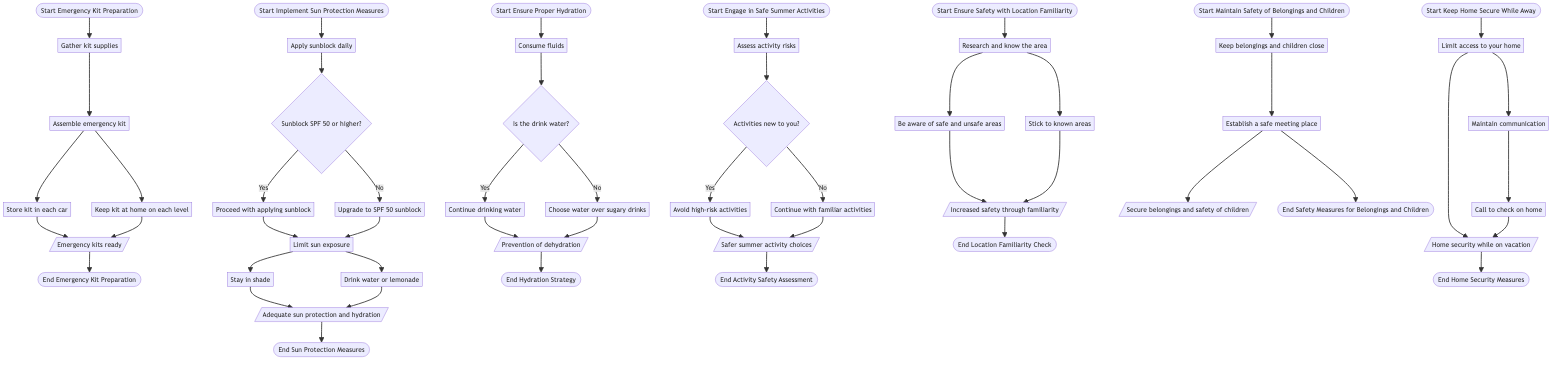 Start Emergency Kit Preparation
Gather kit supplies
Assemble emergency kit
Store kit in each car
Keep kit at home on each level
Emergency kits ready
End Emergency Kit Preparation
Start Implement Sun Protection Measures
Apply sunblock daily
Sunblock SPF 50 or higher?
Yes
No
Proceed with applying sunblock
Upgrade to SPF 50 sunblock
Limit sun exposure
Stay in shade
Drink water or lemonade
Adequate sun protection and hydration
End Sun Protection Measures
Start Ensure Proper Hydration
Consume fluids
Is the drink water?
Yes
No
Continue drinking water
Choose water over sugary drinks
Prevention of dehydration
End Hydration Strategy
Start Engage in Safe Summer Activities
Assess activity risks
Activities new to you?
Yes
No
Avoid high-risk activities
Continue with familiar activities
Safer summer activity choices
End Activity Safety Assessment
Start Ensure Safety with Location Familiarity
Research and know the area
Be aware of safe and unsafe areas
Stick to known areas
Increased safety through familiarity
End Location Familiarity Check
Start Maintain Safety of Belongings and Children
Keep belongings and children close
Establish a safe meeting place
Secure belongings and safety of children
End Safety Measures for Belongings and Children
Start Keep Home Secure While Away
Limit access to your home
Maintain communication
Call to check on home
Home security while on vacation
End Home Security Measures